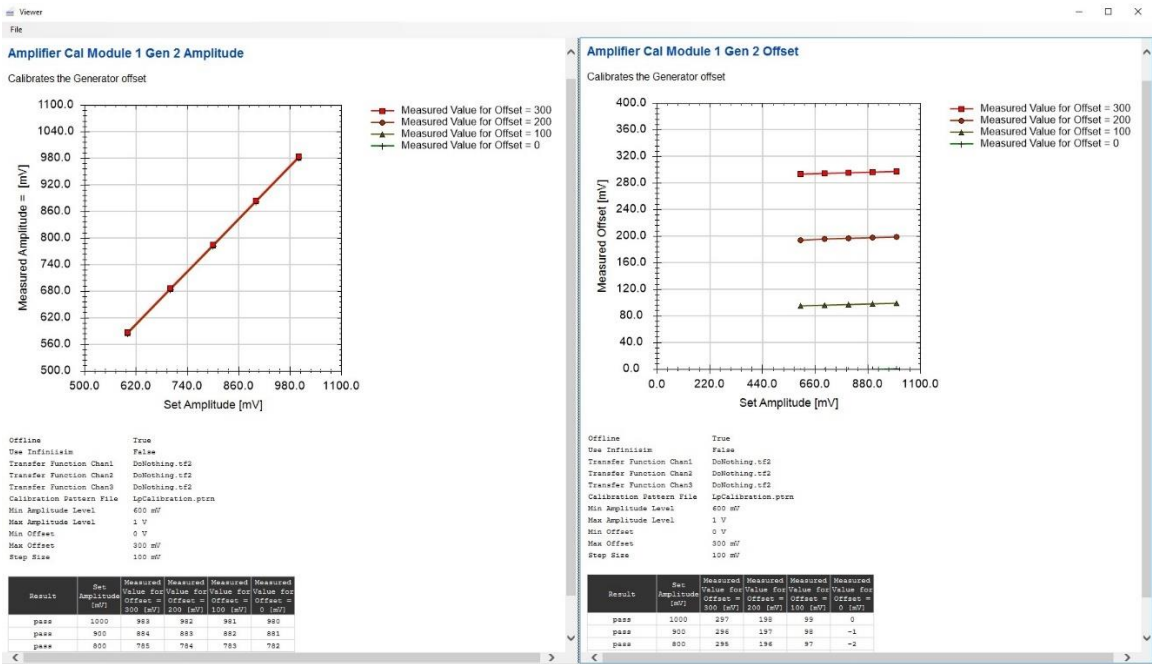 Viewer
File
Amplifier Cal Module 1 Gen 2 Amplitude
Calibrates the Generator offset
1100.0
1040.0
980.0
920.0
860.0
800.0
740.0
680.0
620.0
560.0
500.0
Measured Amplitude = [mV]
500.0 620.0 740.0 860.0 980.0 1100.0
Set Amplitude [mV]
Measured Value for Offset = 300
Measured Value for Offset = 200
Measured Value for Offset = 100
Measured Value for Offset = 0
Offline True
Use Infiniisim False
Transfer Function Chan1 DoNothing.tf2
Transfer Function Chan2 DoNothing.tf2
Transfer Function Chan3 DoNothing.tf2
Calibration Pattern File LpCalibration.ptrn
Min Amplitude Level 600 mV
Max Amplitude Level 1 V
Min Offset 0 V
Max Offset 300 mV
Step Size 100 mV
Result Set Amplitude [mV] Measured Value for Offset = 300 [mV] Measured Value for Offset = 200 [mV] Measured Value for Offset = 100 [mV] Measured Value for Offset = 0 [mV]
pass 1000 983 982 981 980
pass 900 884 883 882 881
pass 800 785 784 783 782
Amplifier Cal Module 1 Gen 2 Offset
Calibrates the Generator offset
400.0
360.0
320.0
280.0
240.0
200.0
160.0
120.0
80.0
40.0
0.0
Measured Offset [mV]
0.0 220.0 440.0 660.0 880.0 1100.0
Set Amplitude [mV]
Measured Value for Offset = 300
Measured Value for Offset = 200
Measured Value for Offset = 100
Measured Value for Offset = 0
Offline True
Use Infiniisim False
Transfer Function Chan1 DoNothing.tf2
Transfer Function Chan2 DoNothing.tf2
Transfer Function Chan3 DoNothing.tf2
Calibration Pattern File LpCalibration.ptrn
Min Amplitude Level 600 mV
Max Amplitude Level 1 V
Min Offset 0 V
Max Offset 300 mV
Step Size 100 mV
Result Set Amplitude [mV] Measured Value for Offset = 300 [mV] Measured Value for Offset = 200 [mV] Measured Value for Offset = 100 [mV] Measured Value for Offset = 0 [mV]
pass 1000 297 198 99 0
pass 900 296 197 98 -1
pass 800 295 196 97 -2